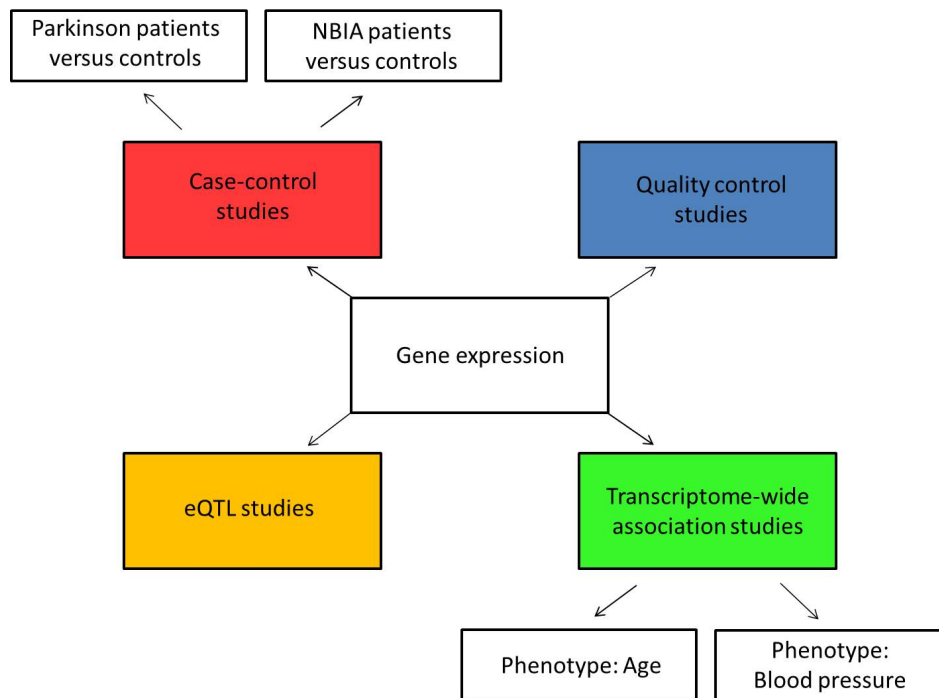 Parkinson patients
versus controls
NBIA patients
versus controls
Case-control
studies
Quality control
studies
Gene expression
eQTL studies
Transcriptome-wide
association studies
Phenotype: Age
Phenotype:
Blood pressure